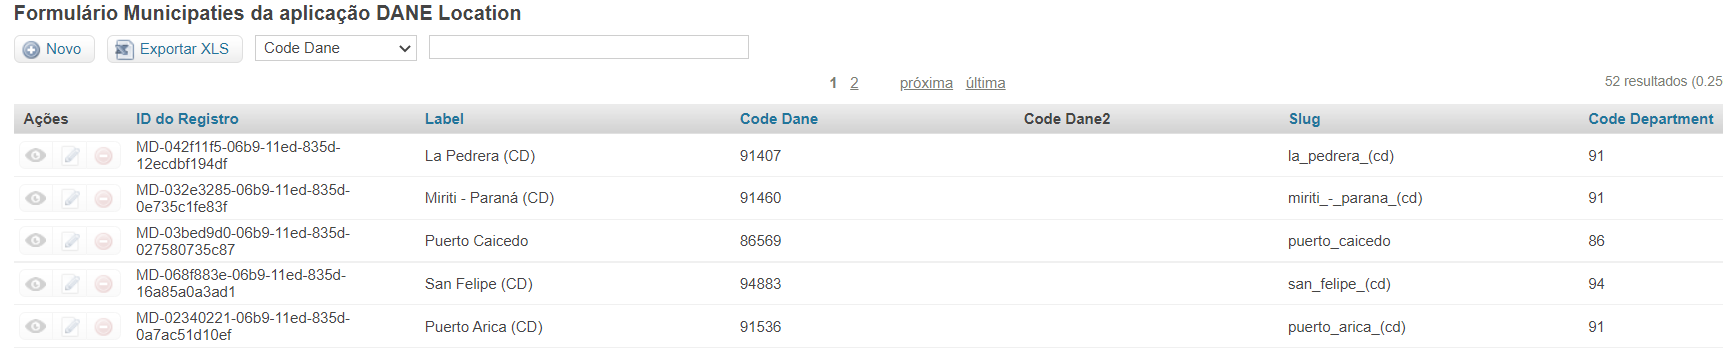 Formulário Municipaties da aplicação DANE Location
Novo Exportar XLS Code Dane
1 2 próxima última 52 resultados (0.25
Ações ID do Registro Label Code Dane Code Dane2 Slug Code Department
MD-042f11f5-06b9-11ed-835d-
12ecdbf194df La Pedrera (CD) 91407 la_pedrera_(cd) 91
MD-032e3285-06b9-11ed-835d-
0e735c1fe83f Miriti - Paraná (CD) 91460 miriti_-_parana_(cd) 91
MD-03bed9d0-06b9-11ed-835d-
027580735c87 Puerto Caicedo 86569 puerto_caicedo 86
MD-068f883e-06b9-11ed-835d-
16a85a0a3ad1 San Felipe (CD) 94883 san_felipe_(cd) 94
MD-02340221-06b9-11ed-835d-
0a7ac51d10ef Puerto Arica (CD) 91536 puerto_arica_(cd) 91